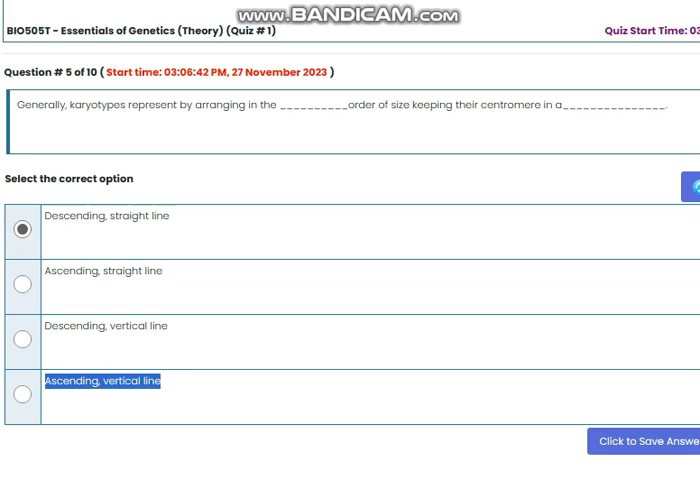 www.BANDICAM.com
BIO505T - Essentials of Genetics (Theory) (Quiz # 1)
Quiz Start Time: 03
Question # 5 of 10 ( Start time: 03:06:42 PM, 27 November 2023 )
Generally, karyotypes represent by arranging in the __________order of size keeping their centromere in a_______________.
Select the correct option
Descending, straight line
Ascending, straight line
Descending, vertical line
Ascending, vertical line
Click to Save Answe